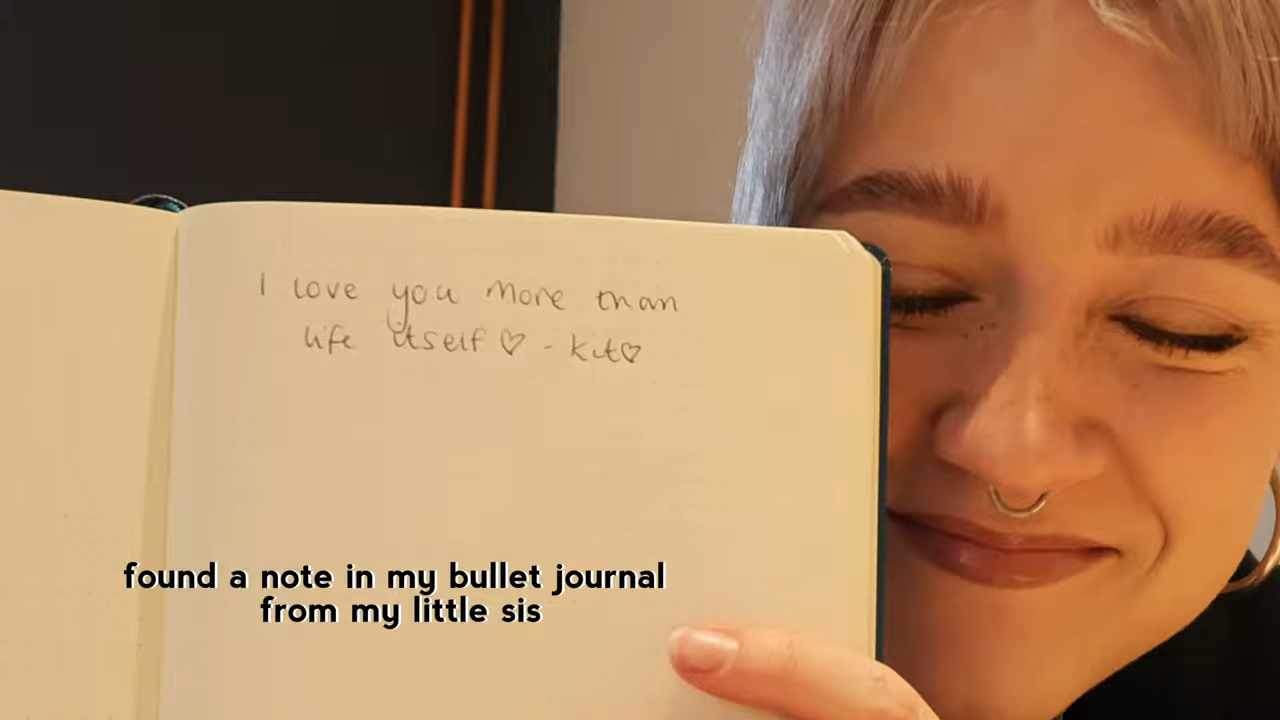 I love you more than
life itself♡ - kit♡
found a note in my bullet journal
from my little sis